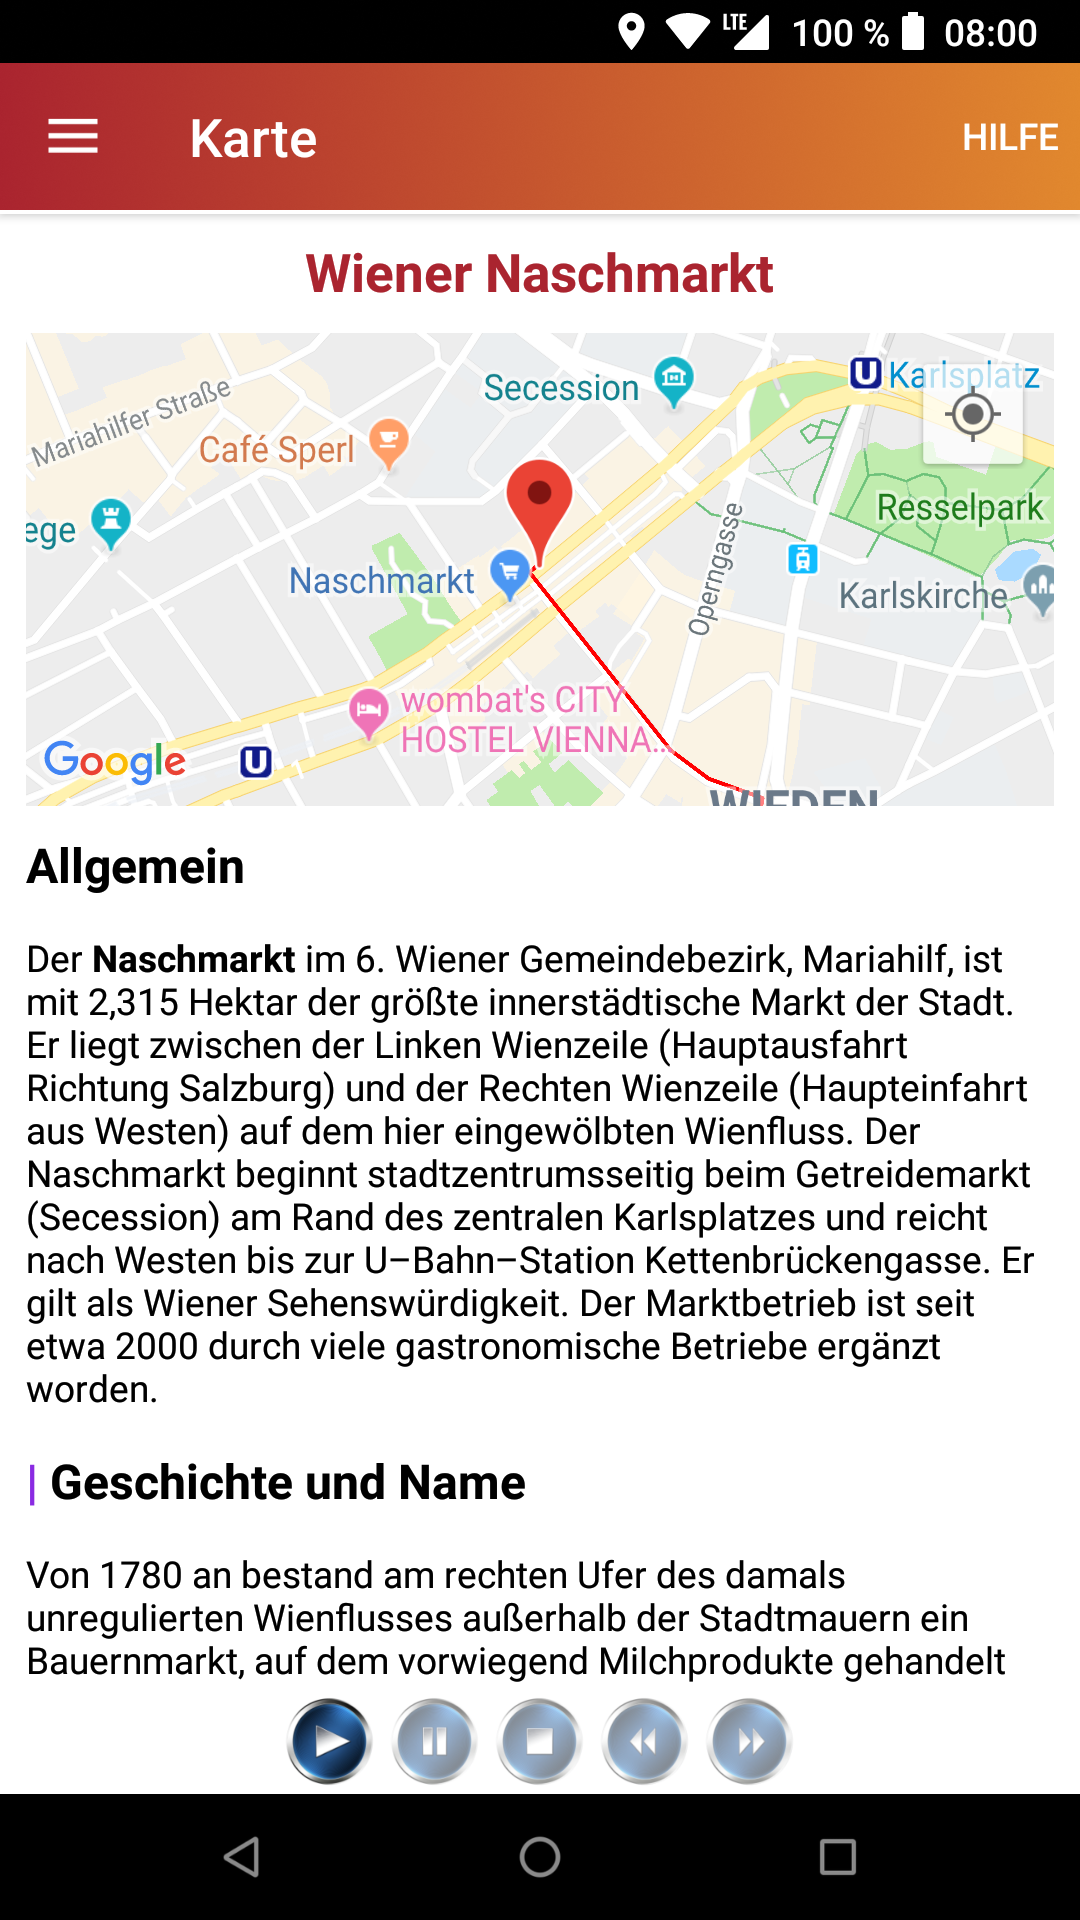 LTE 100 % 08:00
Karte
HILFE
Wiener Naschmarkt
Karlsplatz
Secession
Mariahilfer Straße
Café Sperl
Resselpark
ege
Operngasse
Naschmarkt
Karlskirche
wombat's CITY
HOSTEL VIENNA...
Google
U
WIEDEN
Allgemein
Der Naschmarkt im 6. Wiener Gemeindebezirk, Mariahilf, ist
mit 2,315 Hektar der größte innerstädtische Markt der Stadt.
Er liegt zwischen der Linken Wienzeile (Hauptausfahrt
Richtung Salzburg) und der Rechten Wienzeile (Haupteinfahrt
aus Westen) auf dem hier eingewölbten Wienfluss. Der
Naschmarkt beginnt stadtzentrumsseitig beim Getreidemarkt
(Secession) am Rand des zentralen Karlsplatzes und reicht
nach Westen bis zur U–Bahn–Station Kettenbrückengasse. Er
gilt als Wiener Sehenswürdigkeit. Der Marktbetrieb ist seit
etwa 2000 durch viele gastronomische Betriebe ergänzt
worden.
| Geschichte und Name
Von 1780 an bestand am rechten Ufer des damals
unregulierten Wienflusses außerhalb der Stadtmauern ein
Bauernmarkt, auf dem vorwiegend Milchprodukte gehandelt